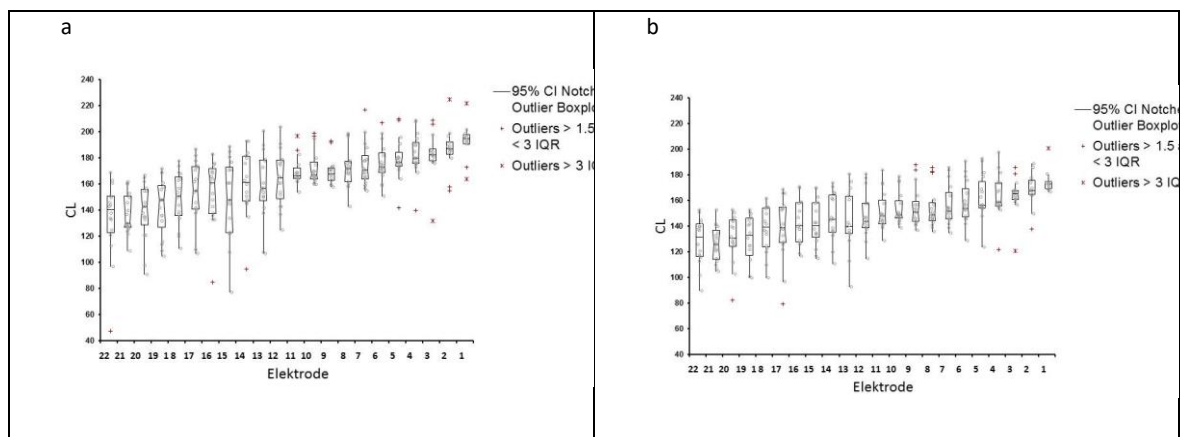 a
240
220
200
180
160
140
120
100
80
60
40
CL
22 21 20 19 18 17 16 15 14 13 12 11 10 9 8 7 6 5 4 3 2 1
Elektrode
95% CI Notch
Outlier Boxplo
Outliers > 1.5
< 3 IQR
Outliers > 3 I
b
240
220
200
180
160
140
120
100
80
60
40
CL
22 21 20 19 18 17 16 15 14 13 12 11 10 9 8 7 6 5 4 3 2 1
Elektrode
95% CI Notche
Outlier Boxplo
Outliers > 1.5
< 3 IQR
Outliers > 3 IQ